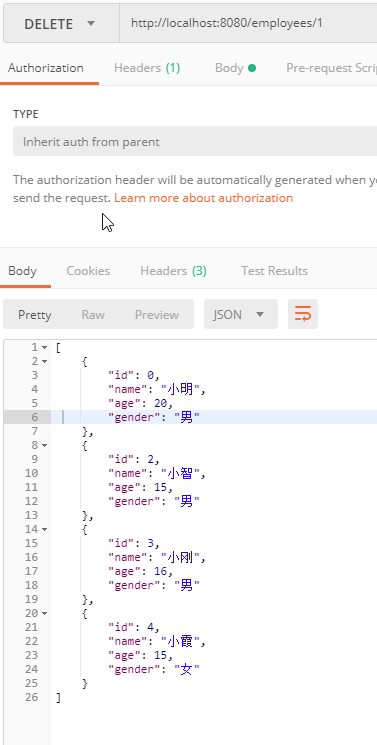 DELETE http://localhost:8080/employees/1
Authorization Headers (1) Body Pre-request Scri
TYPE
Inherit auth from parent
The authorization header will be automatically generated when y
send the request. Learn more about authorization
Body Cookies Headers (3) Test Results
Pretty Raw Preview JSON
1 [
2 {
3 "id": 0,
4 "name": "小明",
5 "age": 20,
6 "gender": "男"
7 },
8 {
9 "id": 2,
10 "name": "小智",
11 "age": 15,
12 "gender": "男"
13 },
14 {
15 "id": 3,
16 "name": "小刚",
17 "age": 16,
18 "gender": "男"
19 },
20 {
21 "id": 4,
22 "name": "小霞",
23 "age": 15,
24 "gender": "女"
25 }
26 ]